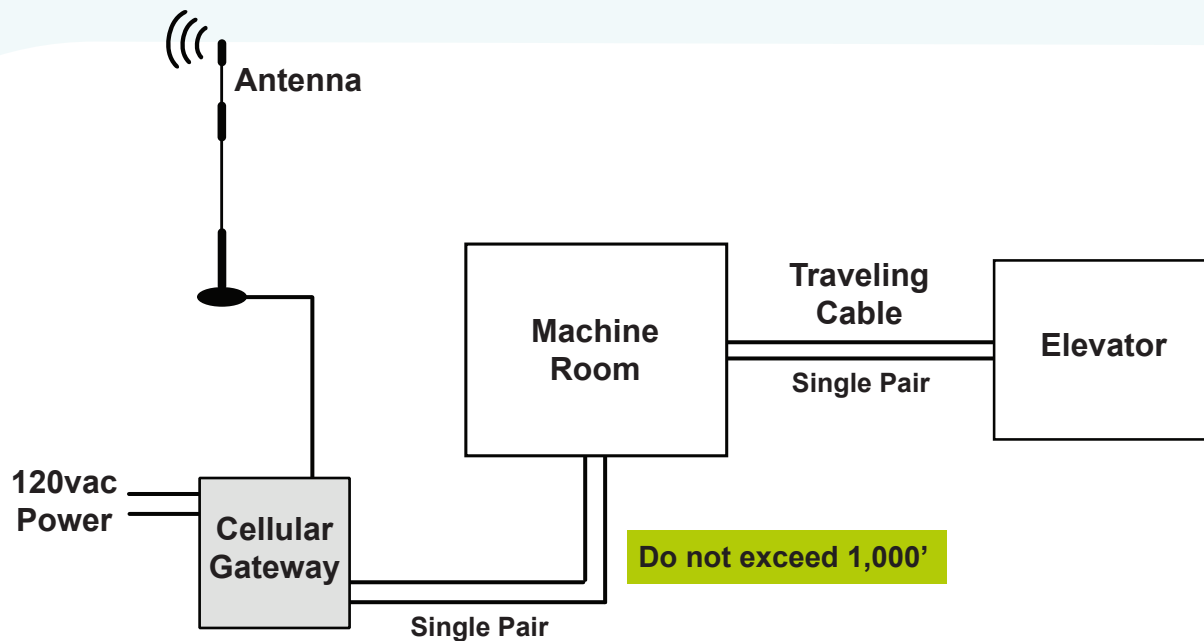 Antenna
Traveling
Cable
Machine
Room
Elevator
Single Pair
120vac
Power
Cellular
Gateway
Do not exceed 1,000’
Single Pair